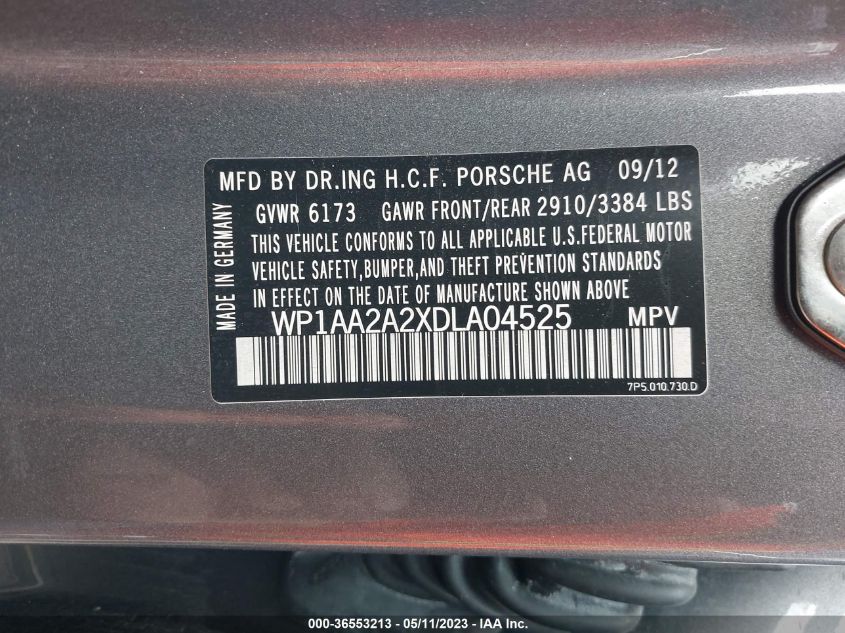 MFD BY DR.ING H.C.F. PORSCHE AG 09/12
GVWR 6173 GAWR FRONT/REAR 2910/3384 LBS
THIS VEHICLE CONFORMS TO ALL APPLICABLE U.S.FEDERAL MOTOR
VEHICLE SAFETY,BUMPER,AND THEFT PREVENTION STANDARDS
IN EFFECT ON THE DATE OF MANUFACTURE SHOWN ABOVE
MADE IN GERMANY
WP1AA2A2XDLA04525 MPV
7P5.010.730.D
000-36553213 - 05/11/2023 - IAAI.com